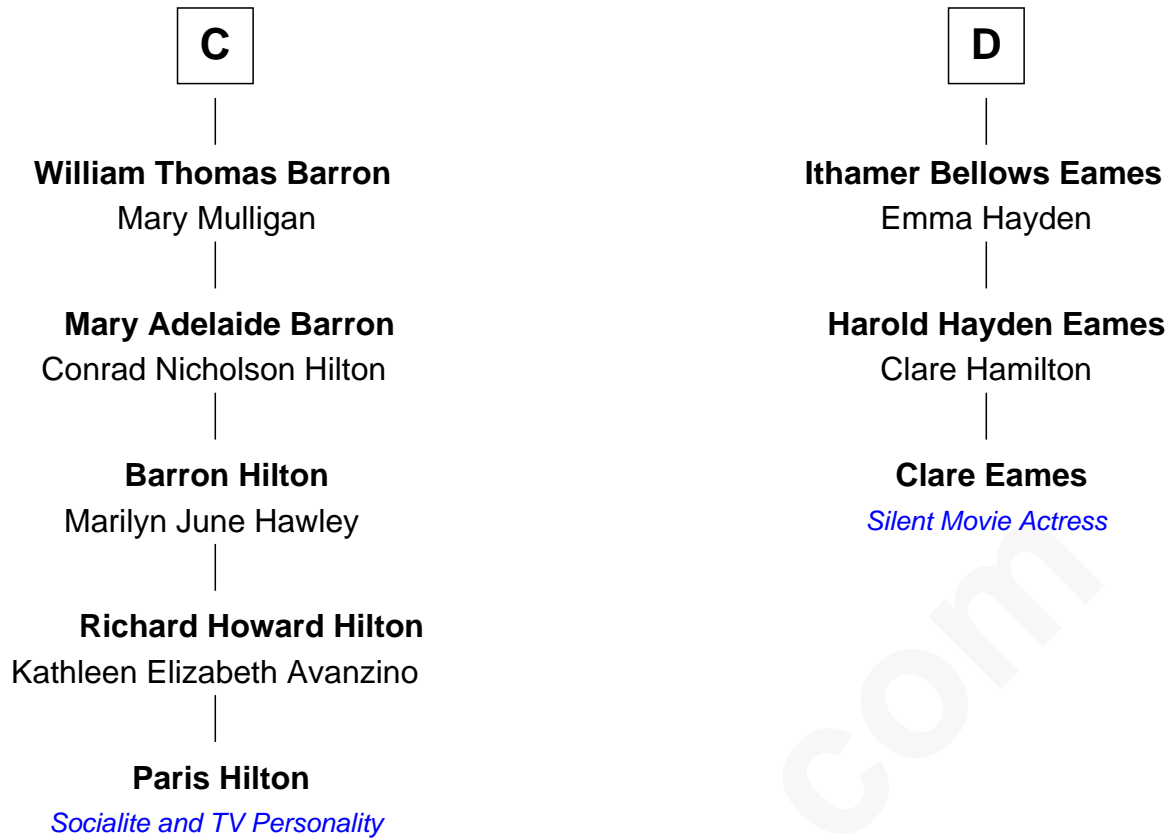 C
William Thomas Barron
Mary Mulligan
Mary Adelaide Barron
Conrad Nicholson Hilton
Barron Hilton
Marilyn June Hawley
Richard Howard Hilton
Kathleen Elizabeth Avanzino
Paris Hilton
Socialite and TV Personality
D
Ithamer Bellows Eames
Emma Hayden
Harold Hayden Eames
Clare Hamilton
Clare Eames
Silent Movie Actress
com